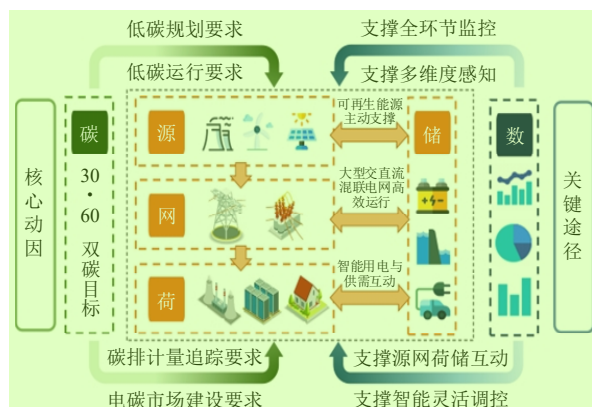 低碳规划要求
支撑全环节监控
低碳运行要求
支撑多维度感知
核心动因
碳
30·60
双碳目标
源
可再生能源
主动支撑
储
网
大型交直流
混联电网高
效运行
荷
智能用电与
供需互动
数
关键途径
碳排计量追踪要求
支撑源网荷储互动
电碳市场建设要求
支撑智能灵活调控